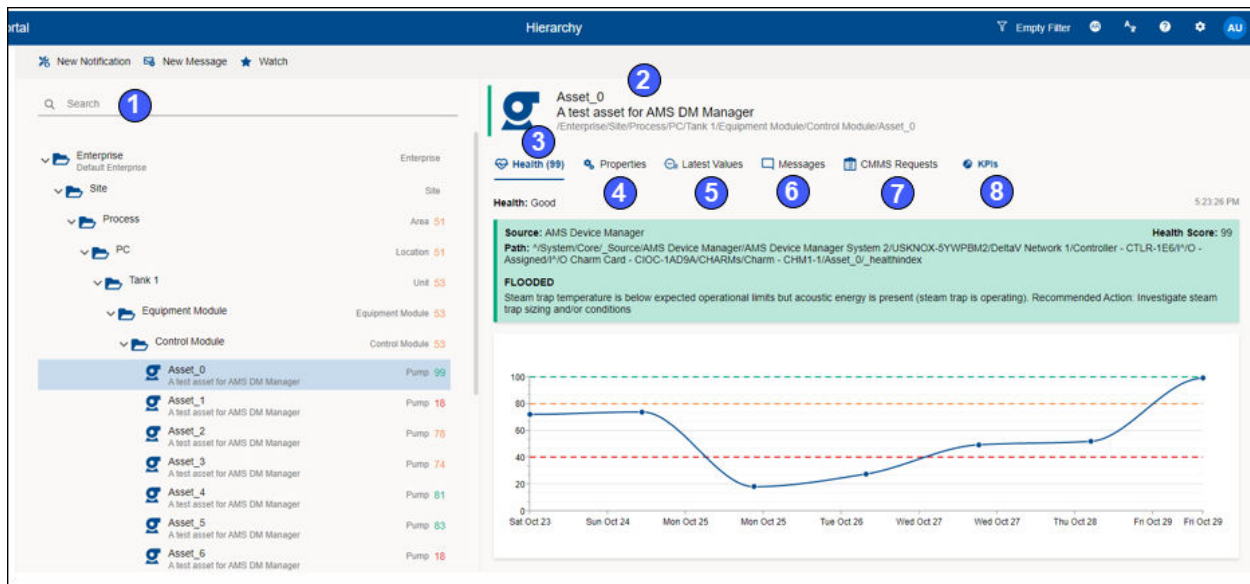 ortal
Hierarchy
Empty Filter
AU
New Notification New Message Watch
Search
1
Enterprise Enterprise
Default Enterprise
Site Site
Process Area 51
PC Location 51
Tank 1 Unit 53
Equipment Module Equipment Module 53
Control Module Control Module 53
Asset_0 Pump 99
A test asset for AMS DM Manager
Asset_1 Pump 18
A test asset for AMS DM Manager
Asset_2 Pump 78
A test asset for AMS DM Manager
Asset_3 Pump 74
A test asset for AMS DM Manager
Asset_4 Pump 81
A test asset for AMS DM Manager
Asset_5 Pump 83
A test asset for AMS DM Manager
Asset_6 Pump 18
A test asset for AMS DM Manager
2
Asset_0
A test asset for AMS DM Manager
/Enterprise/Site/Process/PC/Tank 1/Equipment Module/Control Module/Asset_0
3
Health (99) Properties Latest Values Messages CMMS Requests KPIs
4 5 6 7 8
Health: Good 5:23:26 PM
Source: AMS Device Manager Health Score: 99
Path: ^/System/Core/_Source/AMS Device Manager/AMS Device Manager System 2/USKNOX-5YWPBM2/DeltaV Network 1/Controller - CTLR-1E6/I^/O -
Assigned/I^/O Charm Card - CIOC-1AD9A/CHARMs/Charm - CHM1-1/Asset_0/_healthindex
FLOODED
Steam trap temperature is below expected operational limits but acoustic energy is present (steam trap is operating). Recommended Action: Investigate steam
trap sizing and/or conditions
100
80
60
40
20
0
Sat Oct 23 Sun Oct 24 Mon Oct 25 Mon Oct 25 Tue Oct 26 Wed Oct 27 Wed Oct 27 Thu Oct 28 Fri Oct 29 Fri Oct 29